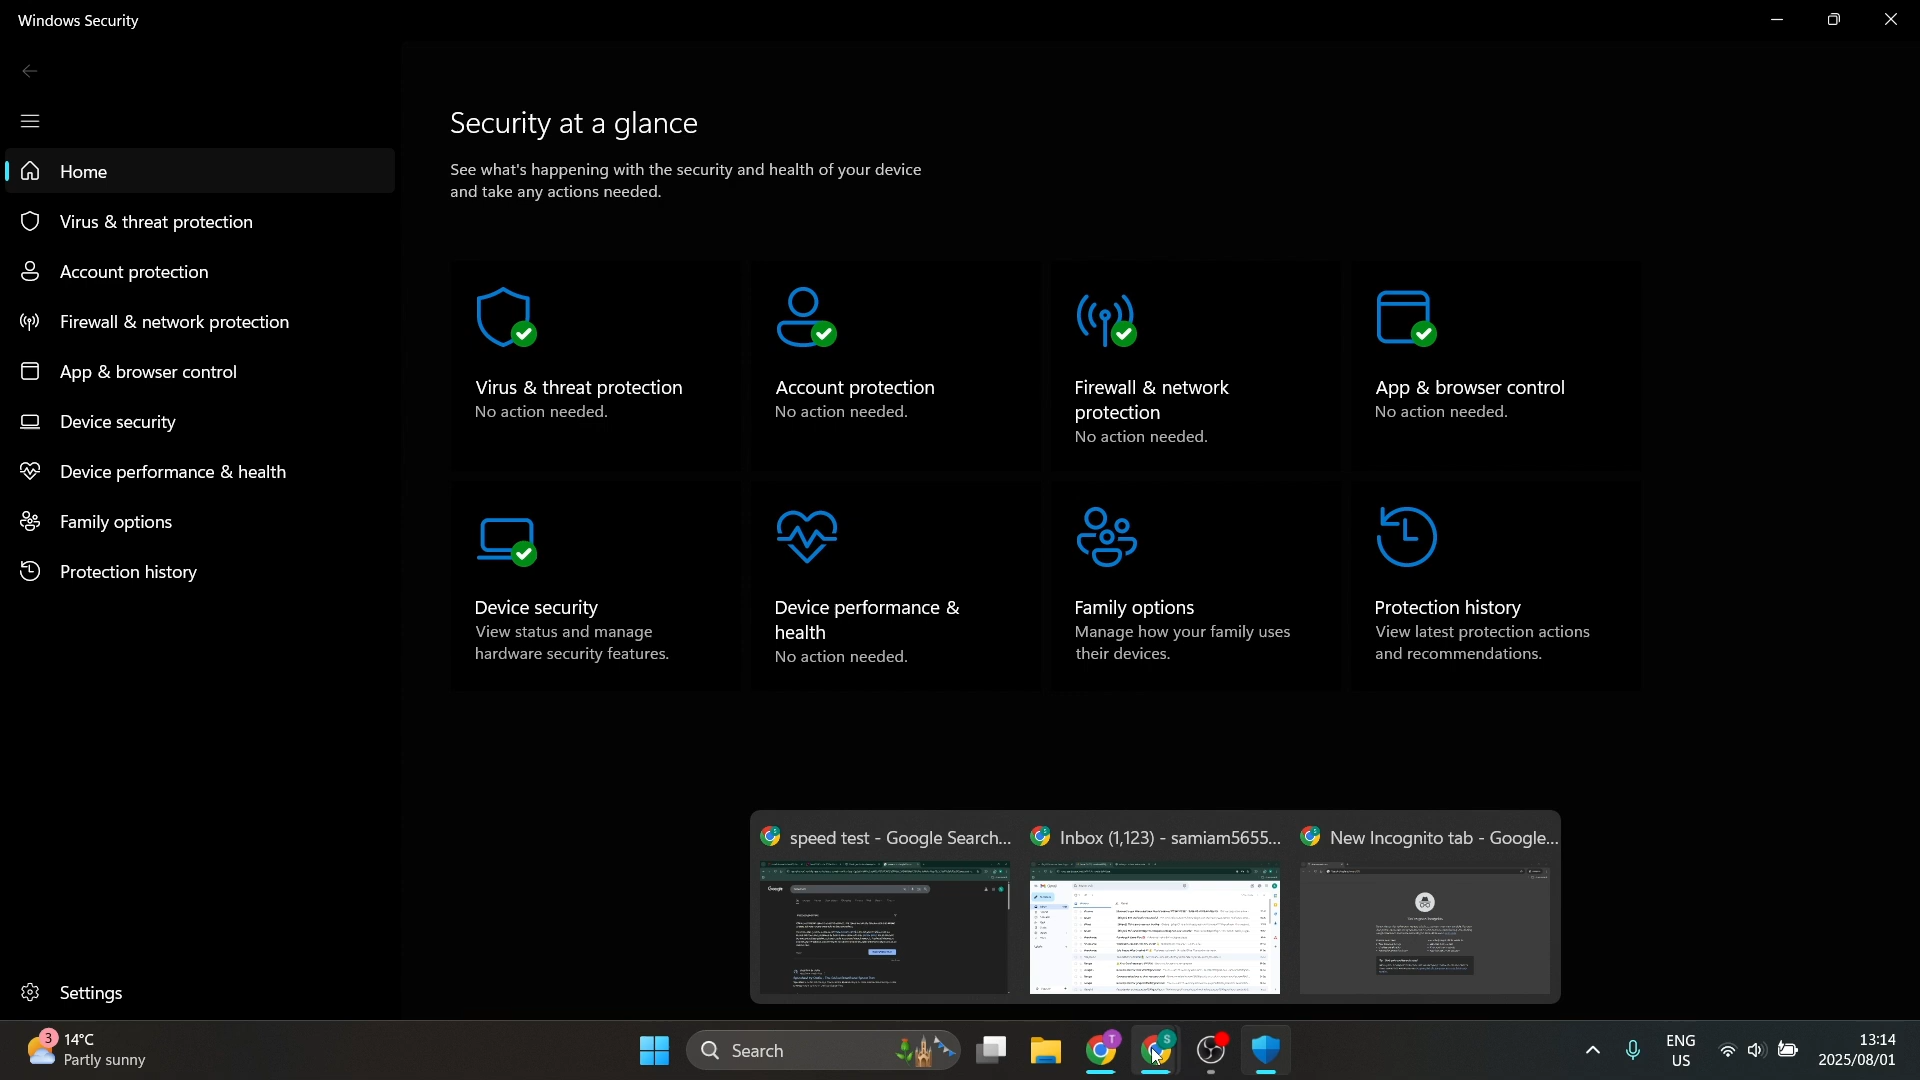 Windows Security
Home
Virus & threat protection
Account protection
Firewall & network protection
App & browser control
Device security
Device performance & health
Family options
Protection history
Settings
Security at a glance
See what's happening with the security and health of your device
and take any actions needed.
Virus & threat protection
No action needed.
Account protection
No action needed.
Firewall & network
protection
No action needed.
App & browser control
No action needed.
Device security
View status and manage
hardware security features.
Device performance &
health
No action needed.
Family options
Manage how your family uses
their devices.
Protection history
View latest protection actions
and recommendations.
speed test - Google Search...
Inbox (1,123) - samiam5655...
New Incognito tab - Google...
3
14°C
Partly sunny
Search
T
S
ENG
US
13:14
2025/08/01